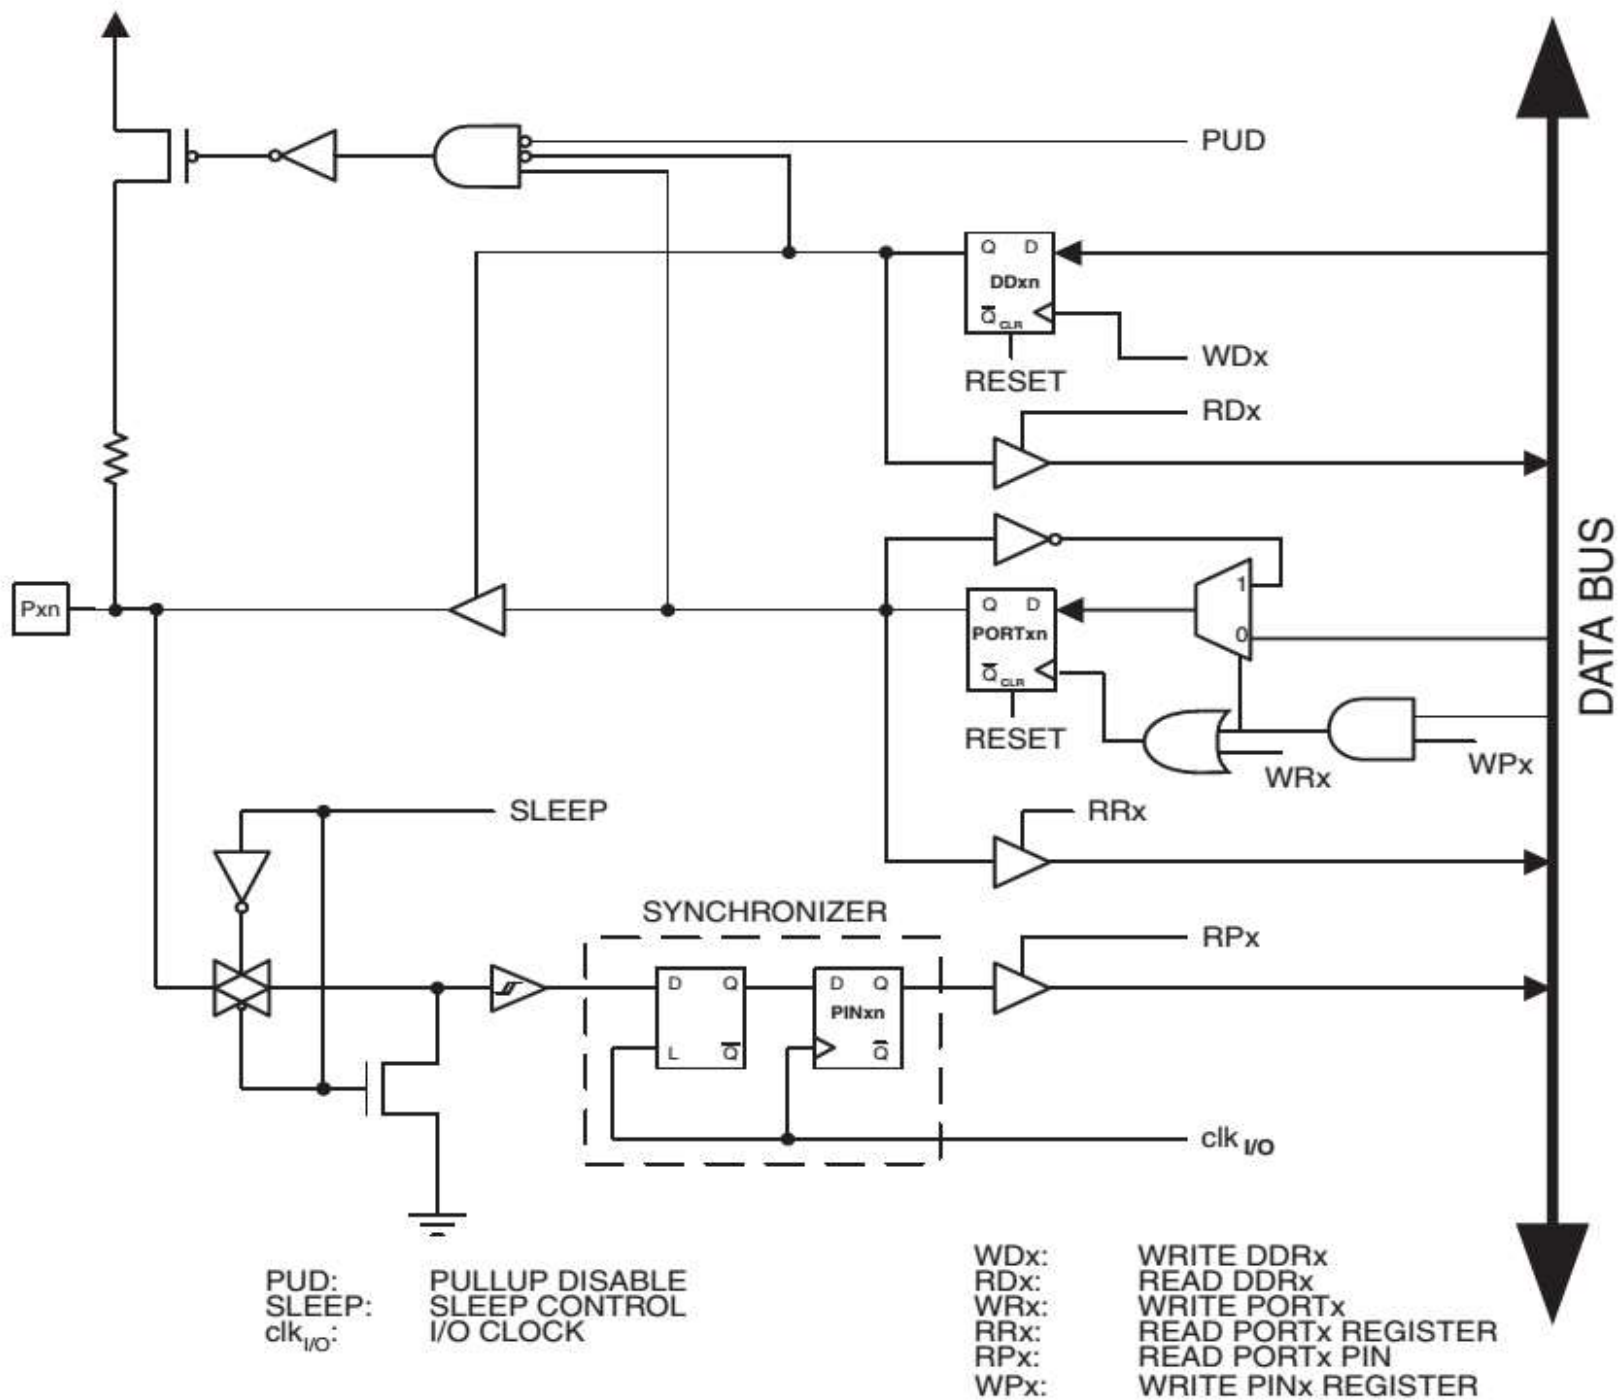 PUD
Q D
DDxn
Q CLR
WDx
RESET
RDx
1
Pxn
Q D
PORTxn
0
Q CLR
DATA BUS
RESET
WRx
WPx
SLEEP
RRx
SYNCHRONIZER
RPx
D Q
D Q
PINxn
L Q
Q
clk I/O
PUD: PULLUP DISABLE
SLEEP: SLEEP CONTROL
clkI/O: I/O CLOCK
WDx: WRITE DDRx
RDx: READ DDRx
WRx: WRITE PORTx
RRx: READ PORTx REGISTER
RPx: READ PORTx PIN
WPx: WRITE PINx REGISTER